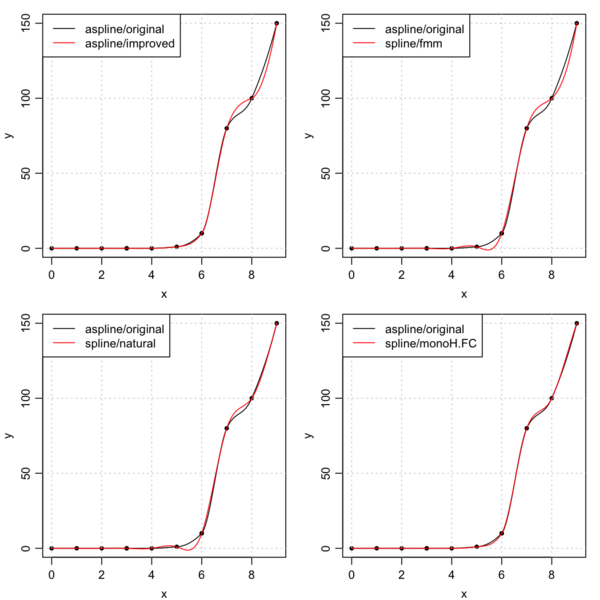 aspline/original
aspline/improved
150
100
50
0
y
0 2 4 6 8
x
aspline/original
spline/fmm
150
100
50
0
y
0 2 4 6 8
x
aspline/original
spline/natural
150
100
50
0
y
0 2 4 6 8
x
aspline/original
spline/monoH.FC
150
100
50
0
y
0 2 4 6 8
x